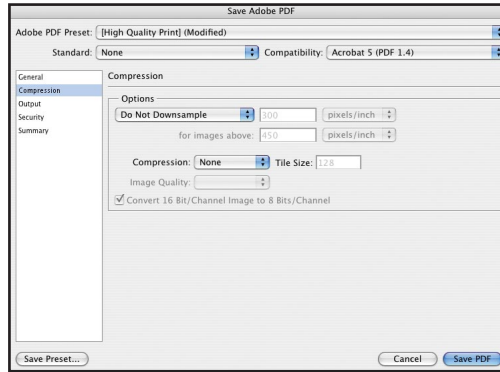 Save Adobe PDF
Adobe PDF Preset: [High Quality Print] (Modified)
Standard: None Compatibility: Acrobat 5 (PDF 1.4)
General
Compression
Output
Security
Summary
Compression
Options
Do Not Downsample 300 pixels/inch
for images above: 450 pixels/inch
Compression: None Tile Size: 128
Image Quality:
Convert 16 Bit/Channel Image to 8 Bits/Channel
Save Preset... Cancel Save PDF